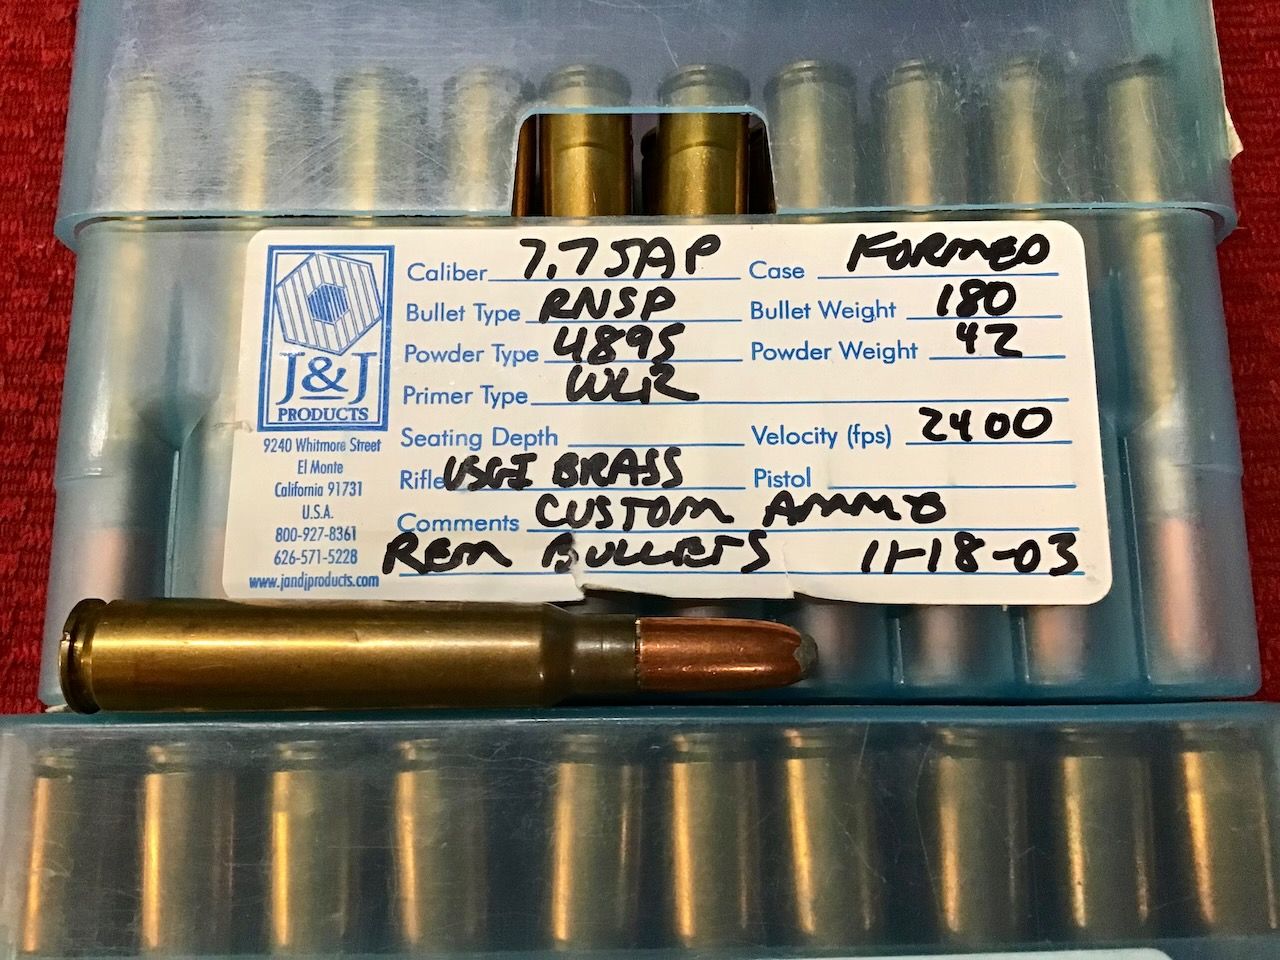 Caliber 7.7 JAP Case FORMED
Bullet Type RNSP Bullet Weight 180
Powder Type 4895 Powder Weight 42
Primer Type WLR
Seating Depth Velocity (fps) 2400
Rifle USGI BRASS Pistol
Comments CUSTOM AMMO
REM BULLETS 11-18-03
J&J
PRODUCTS
9240 Whitmore Street
El Monte
California 91731
U.S.A.
800-927-8361
626-571-5228
www.jandjproducts.com